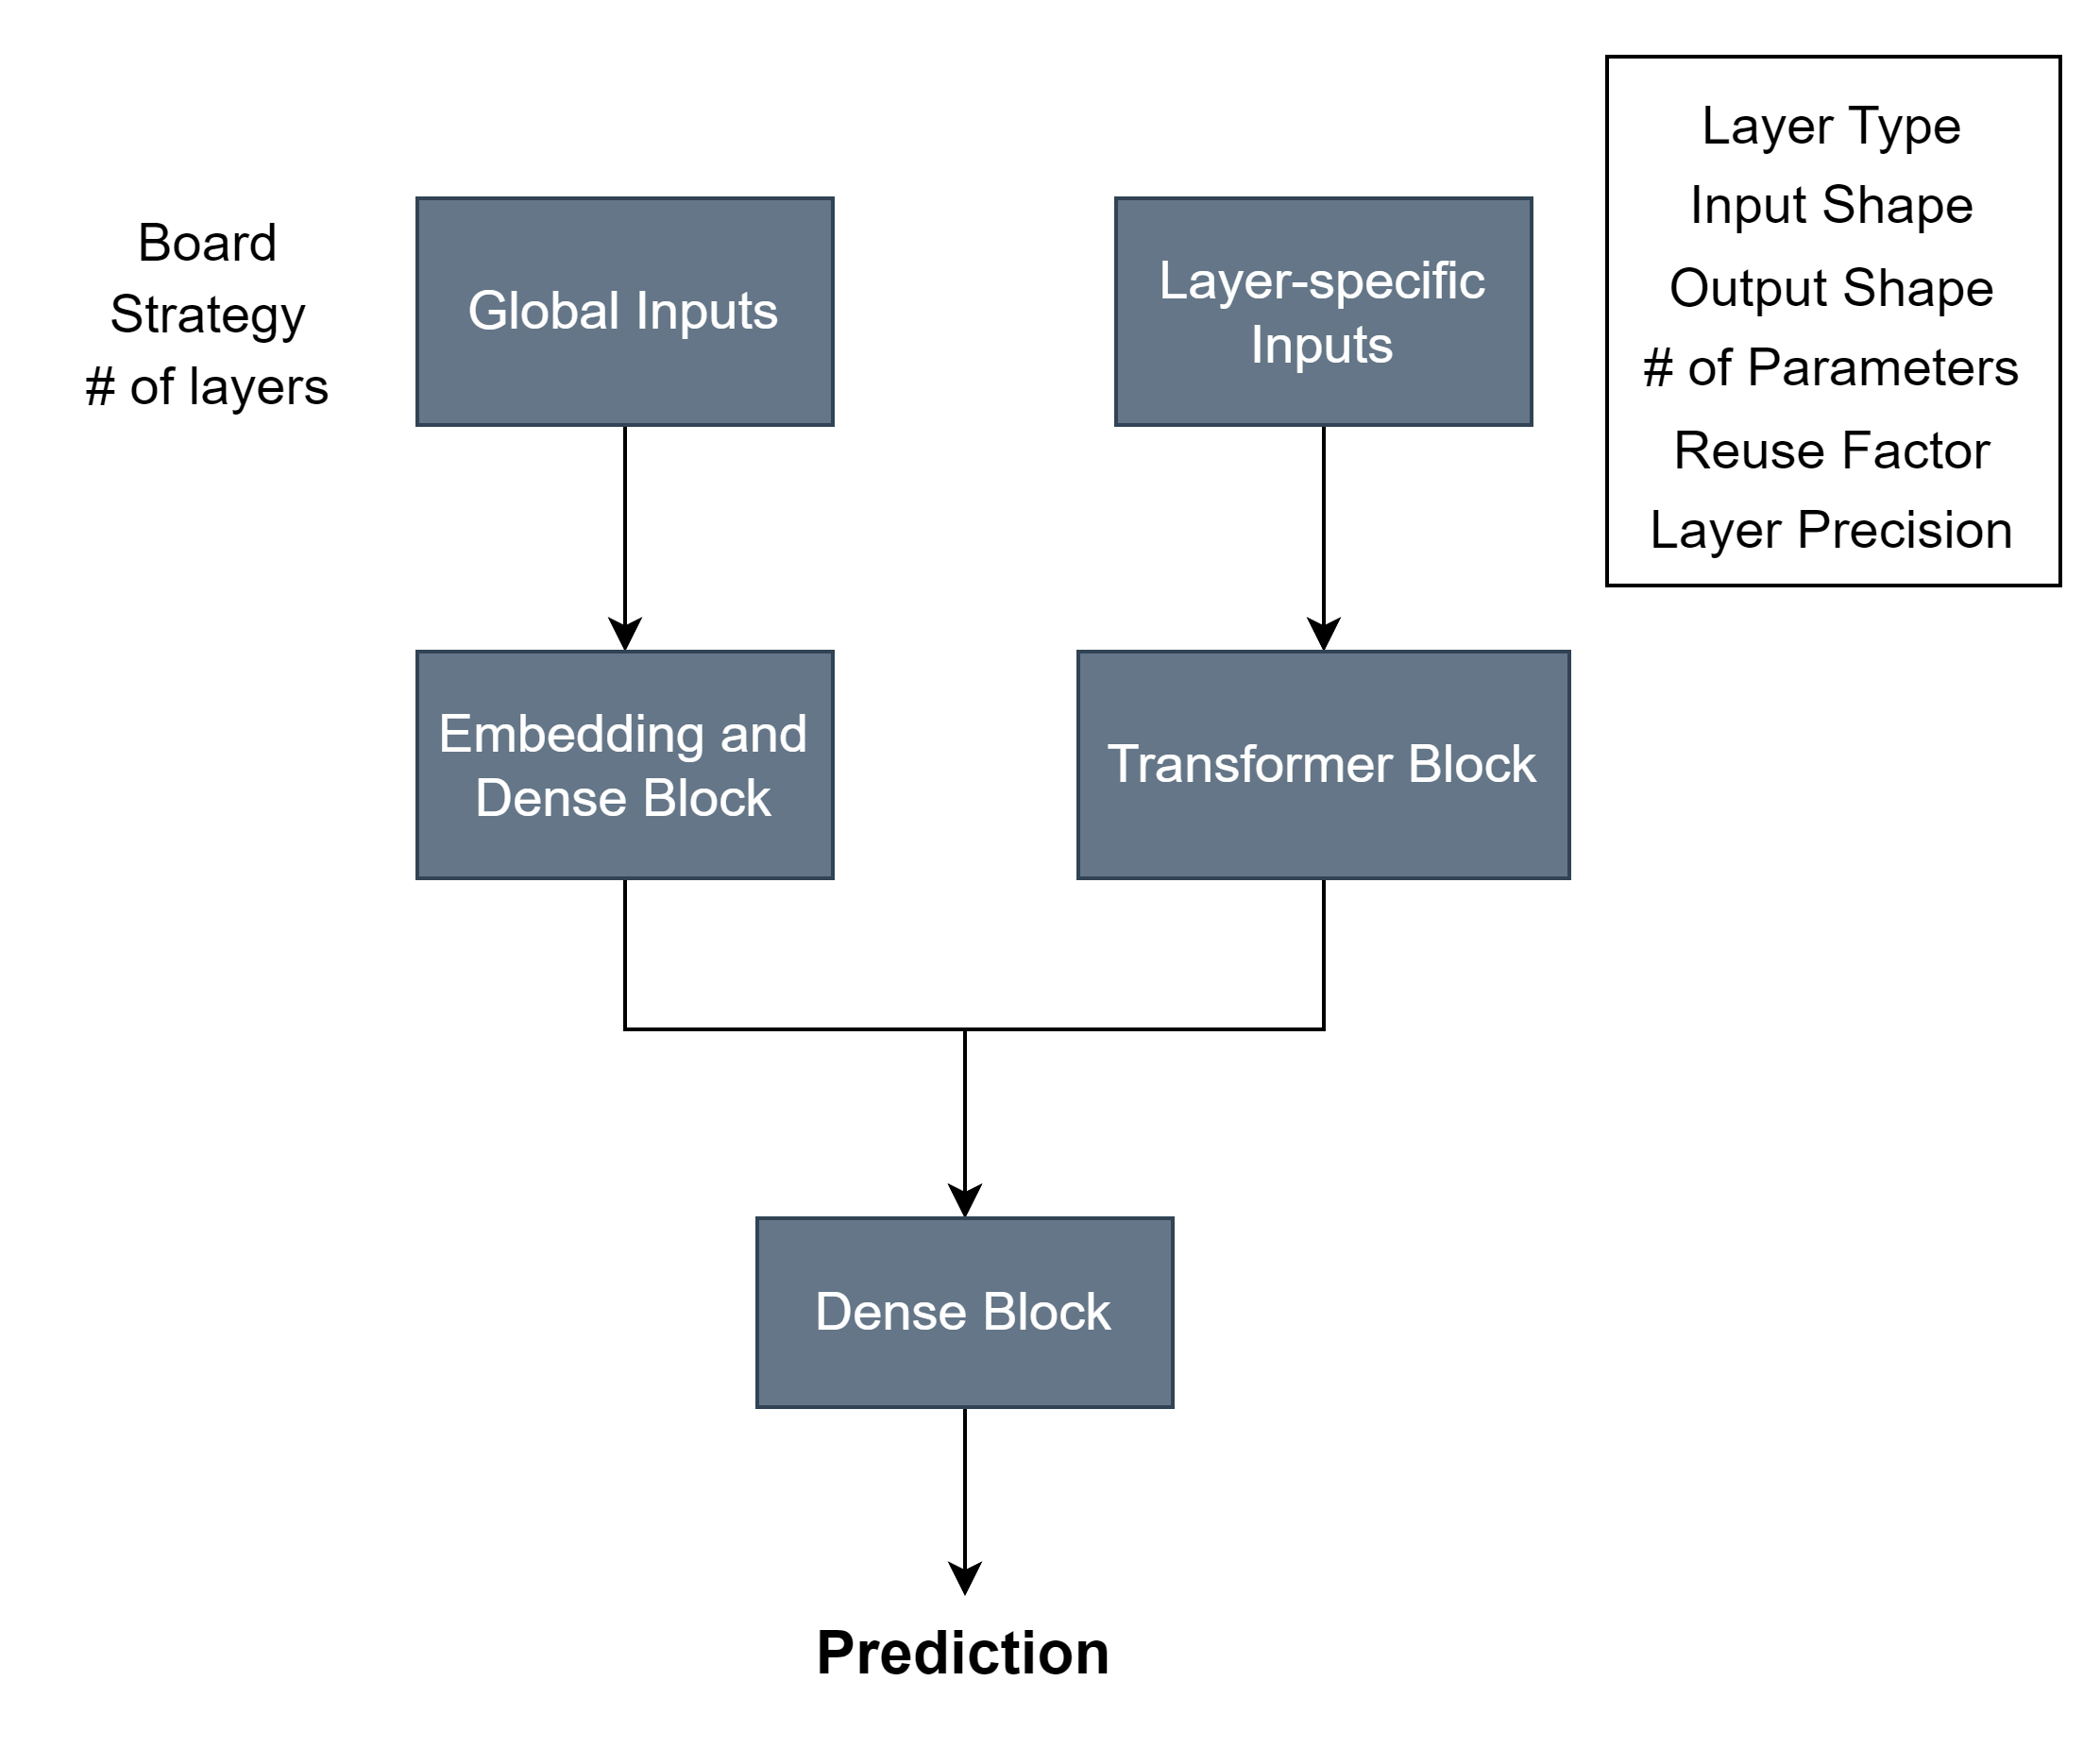 Board
Strategy
# of layers
Global Inputs
Layer-specific
Inputs
Layer Type
Input Shape
Output Shape
# of Parameters
Reuse Factor
Layer Precision
Embedding and
Dense Block
Transformer Block
Dense Block
Prediction